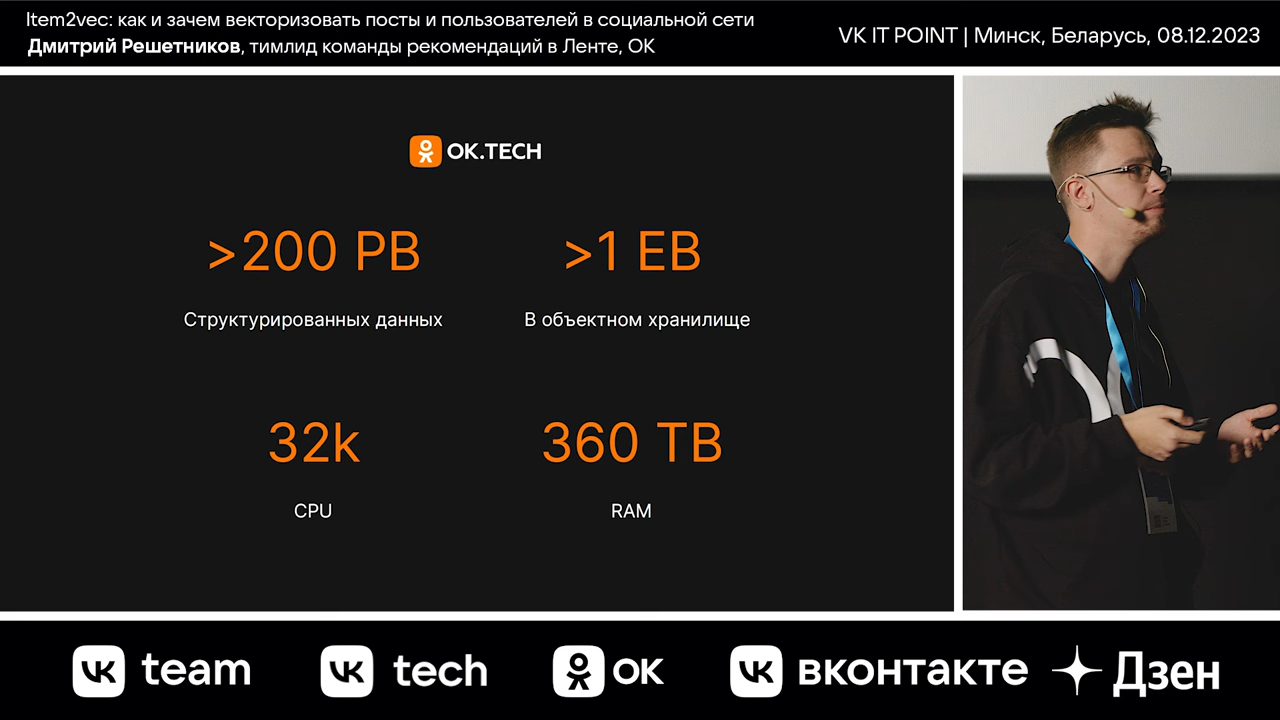 Item2vec: как и зачем векторизовать посты и пользователей в социальной сети
Дмитрий Решетников, тимлид команды рекомендаций в Ленте, ОК
VK IT POINT | Минск, Беларусь, 08.12.2023
OK.TECH
>200 PB
>1 EB
Структурированных данных
В объектном хранилище
32k
360 TB
CPU
RAM
team
tech
ок
вконтакте
Дзен